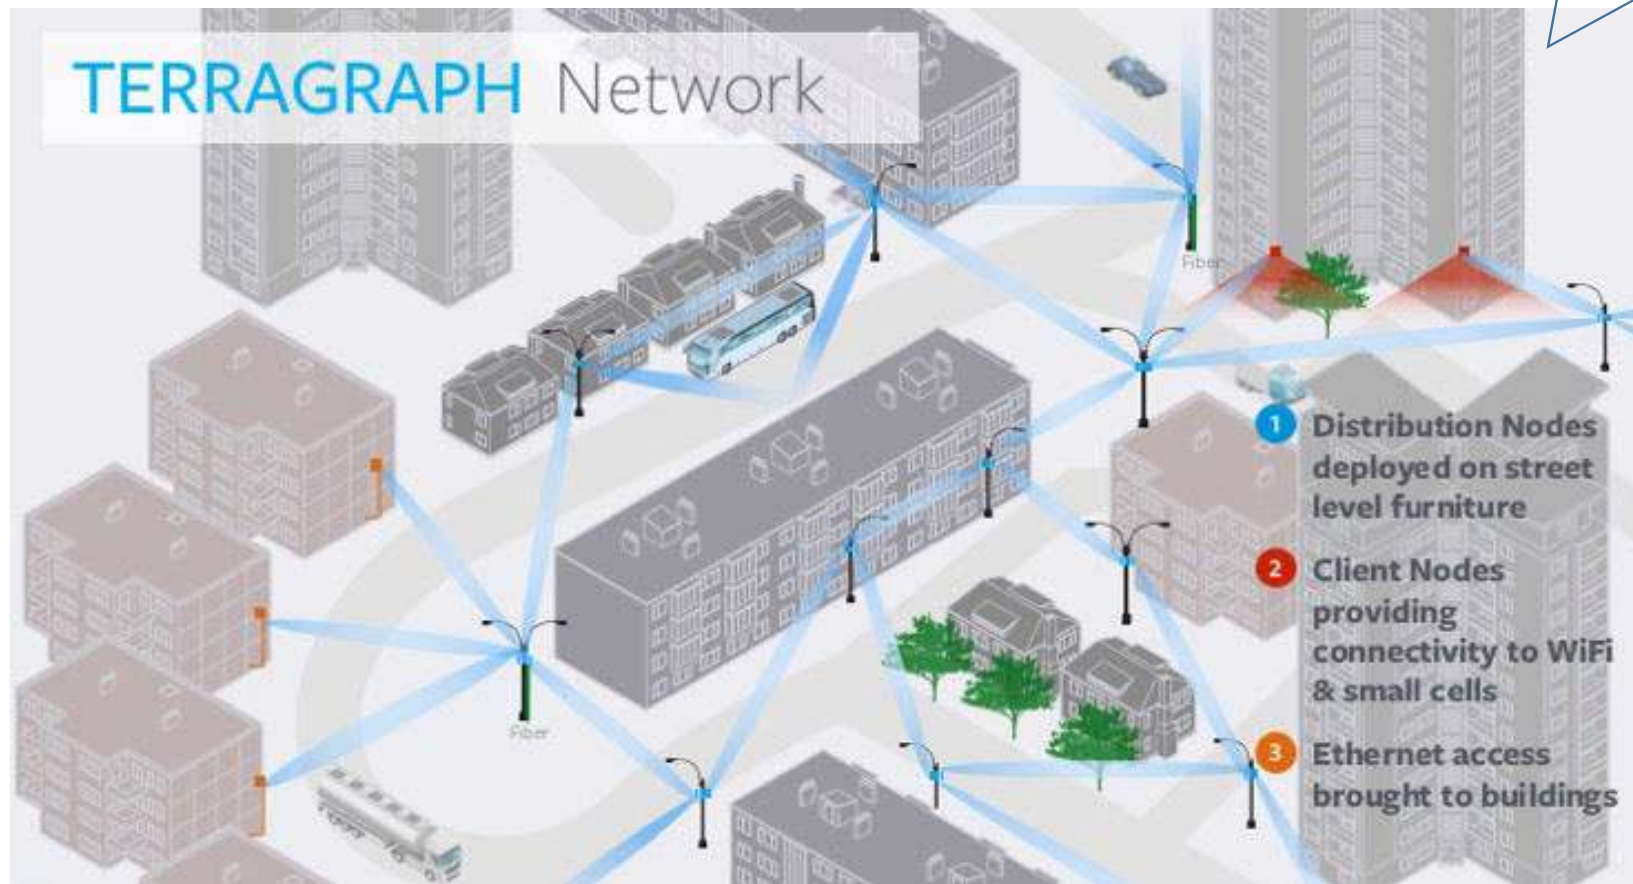 TERRAGRAPH Network
Fiber
1 Distribution Nodes
deployed on street
level furniture
2 Client Nodes
providing
connectivity to WiFi
& small cells
Fiber
3 Ethernet access
brought to buildings